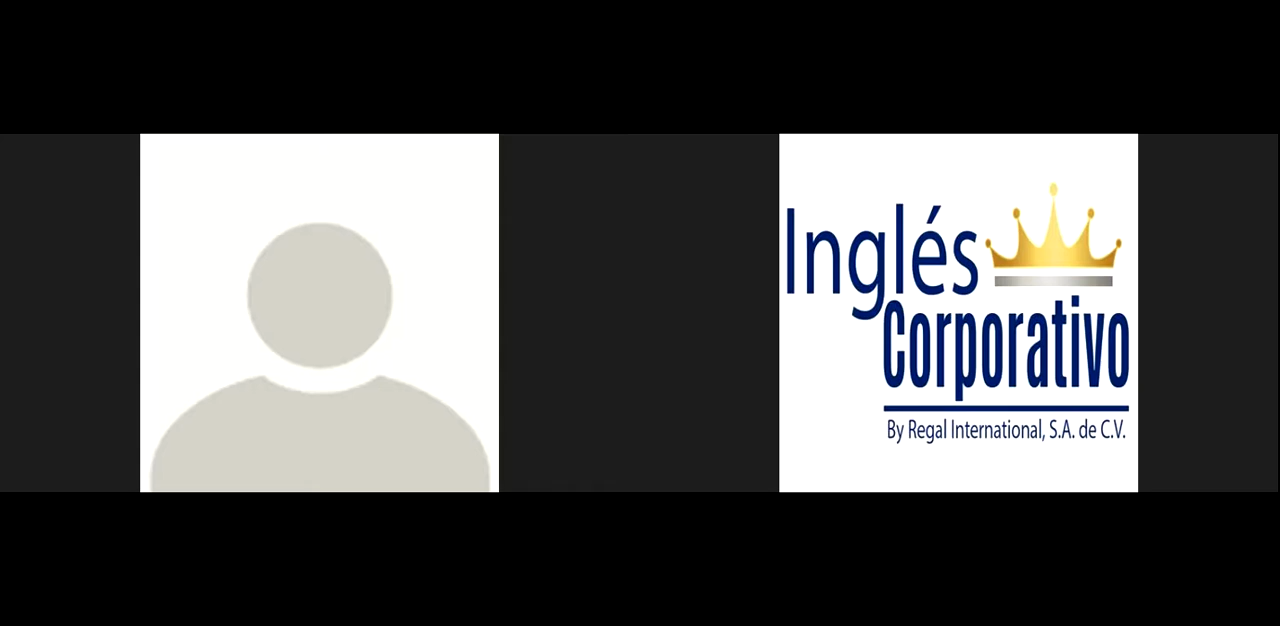 Inglés
Corporativo
By Regal International, S.A. de C.V.